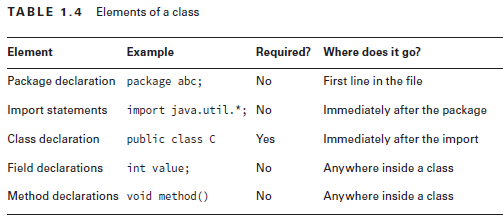 TABLE 1.4 Elements of a class
Element Example Required? Where does it go?
Package declaration package abc; No First line in the file
Import statements import java.util.*; No Immediately after the package
Class declaration public class C Yes Immediately after the import
Field declarations int value; No Anywhere inside a class
Method declarations void method() No Anywhere inside a class